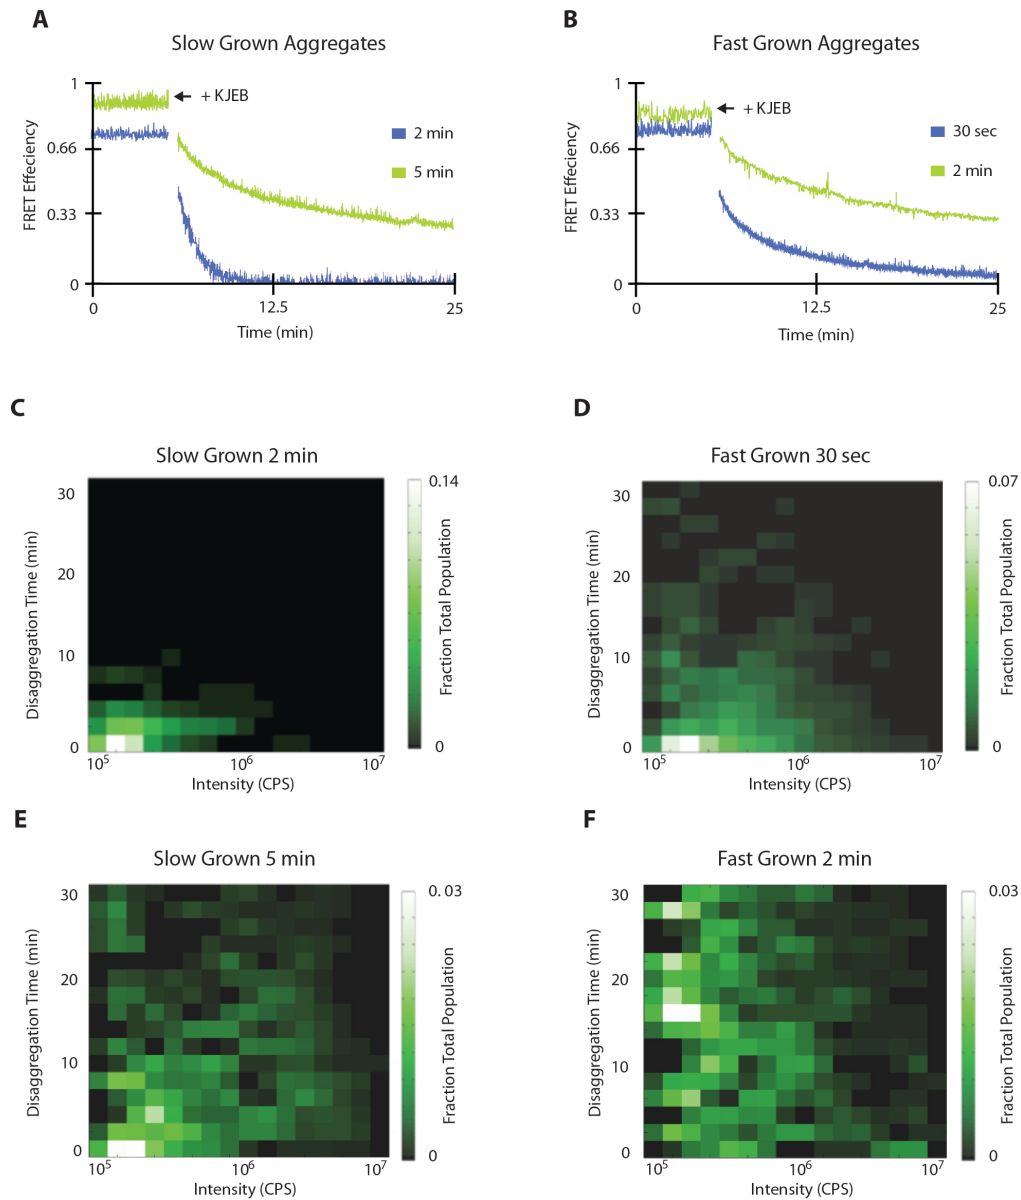 A
Slow Grown Aggregates
1
0.66
0.33
0
FRET Effeciency
+ KJEB
2 min
5 min
0
12.5
25
Time (min)
B
Fast Grown Aggregates
1
0.66
0.33
0
FRET Effeciency
+ KJEB
30 sec
2 min
0
12.5
25
Time (min)
C
Slow Grown 2 min
30
20
10
0
Disaggregation Time (min)
10^5
10^6
10^7
Intensity (CPS)
0.14
0
Fraction Total Population
D
Fast Grown 30 sec
30
20
10
0
Disaggregation Time (min)
10^5
10^6
10^7
Intensity (CPS)
0.07
0
Fraction Total Population
E
Slow Grown 5 min
30
20
10
0
Disaggregation Time (min)
10^5
10^6
10^7
Intensity (CPS)
0. 03
0
Fraction Total Population
F
Fast Grown 2 min
30
20
10
0
Disaggregation Time (min)
10^5
10^6
10^7
Intensity (CPS)
0.03
0
Fraction Total Population